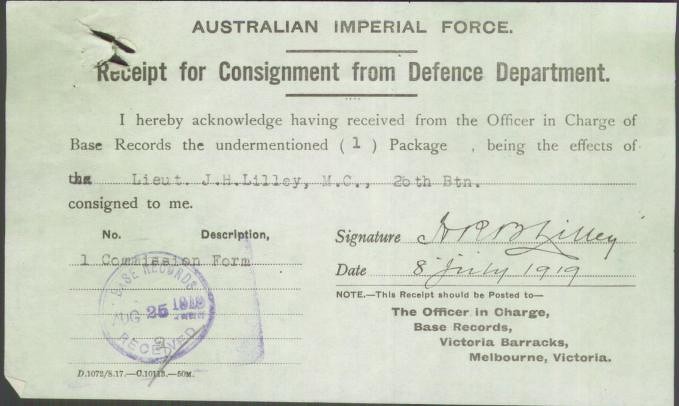 AUSTRALIAN IMPERIAL FORCE.
Receipt for Consignment from Defence Department.
I hereby acknowledge having received from the Officer in Charge of
Base Records the undermentioned ( 1 ) Package , being the effects of
the Lieut. J.H.Lilley, M.C., 26th Btn.
consigned to me.
No. Description,
1 Commission Form
BASE RECORDS
AUG 25 1919
RECEIVED
Signature Lilley
Date 8 July 1919
NOTE.—This Receipt should be Posted to—
The Officer in Charge,
Base Records,
Victoria Barracks,
Melbourne, Victoria.
D.1072/8.17.—C.10113.—50M.